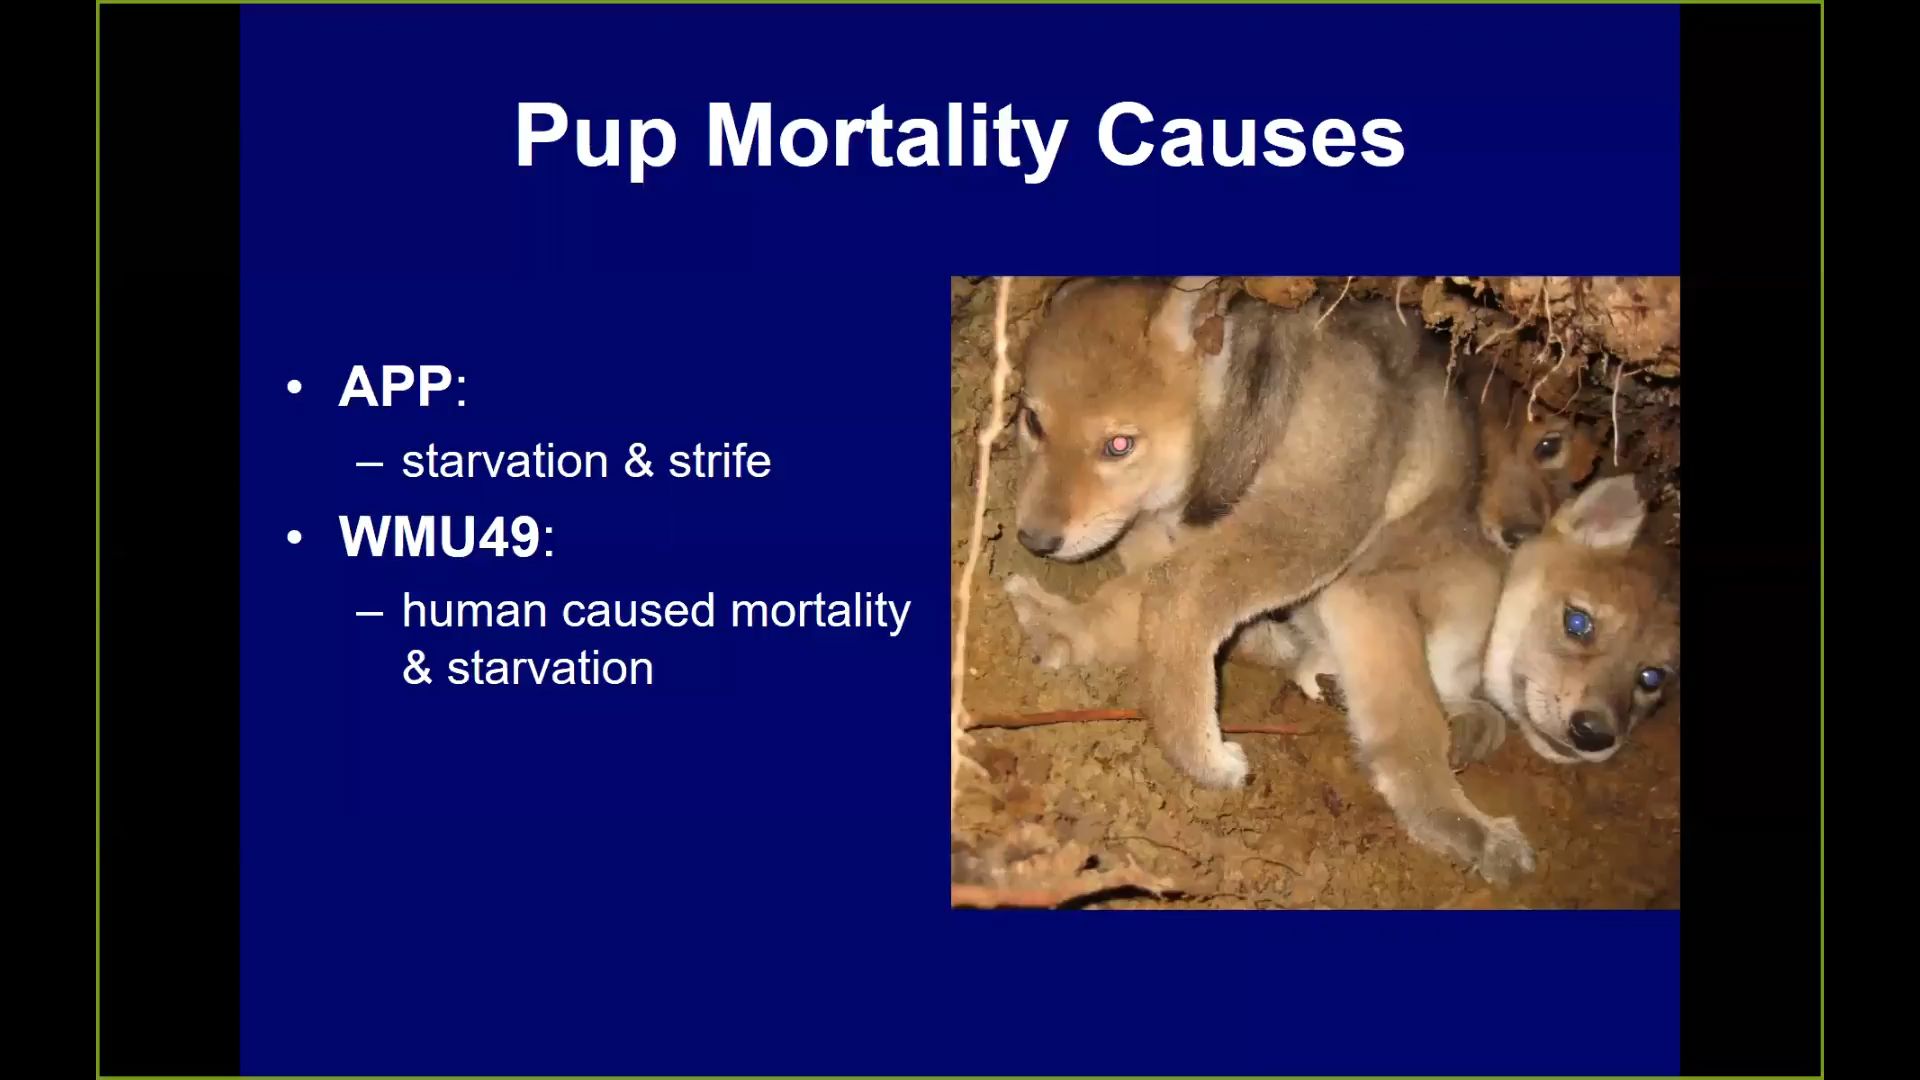 Pup Mortality Causes
• APP:
– starvation & strife
• WMU49:
– human caused mortality
& starvation